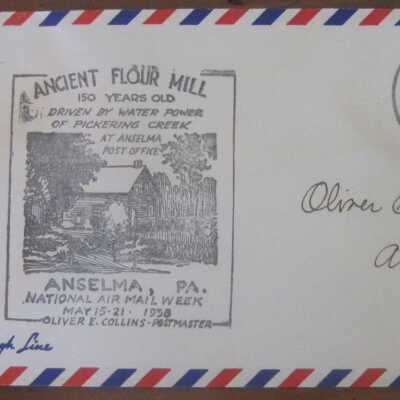 ANCIENT FLOUR MILL
150 YEARS OLD
DRIVEN BY WATER POWER
OF PICKERING CREEK
AT ANSELMA
POST OFFICE
ANSELMA, PA.
NATIONAL AIR MAIL WEEK
MAY 15-21-1938
OLIVER E. COLLINS-POSTMASTER
Oliver
Line